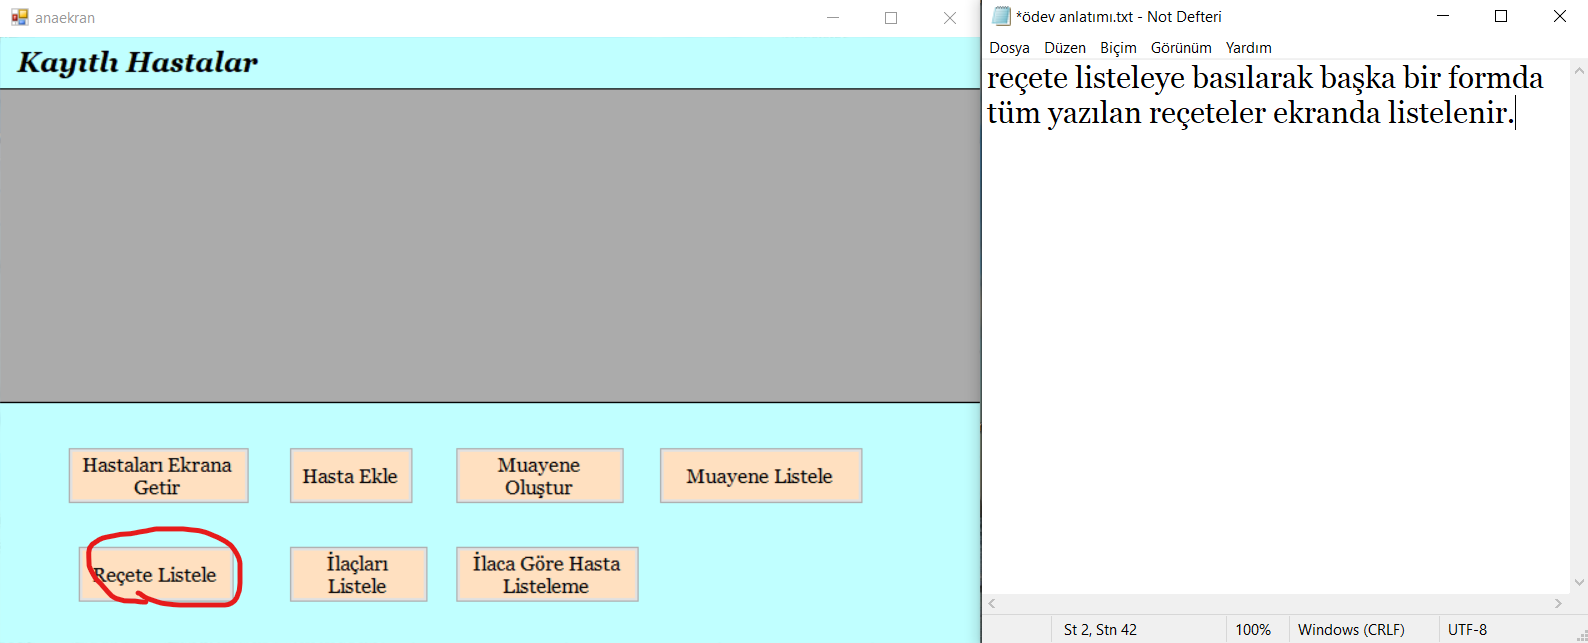 anaekran
Kayıtlı Hastalar
Hastaları Ekrana
Getir
Hasta Ekle
Muayene
Oluştur
Muayene Listele
Reçete Listele
İlaçları
Listele
İlaca Göre Hasta
Listeleme
*ödev anlatımı.txt - Not Defteri
Dosya Düzen Biçim Görünüm Yardım
reçete listeleye basılarak başka bir formda
tüm yazılan reçeteler ekranda listelenir.
St 2, Stn 42 100% Windows (CRLF) UTF-8